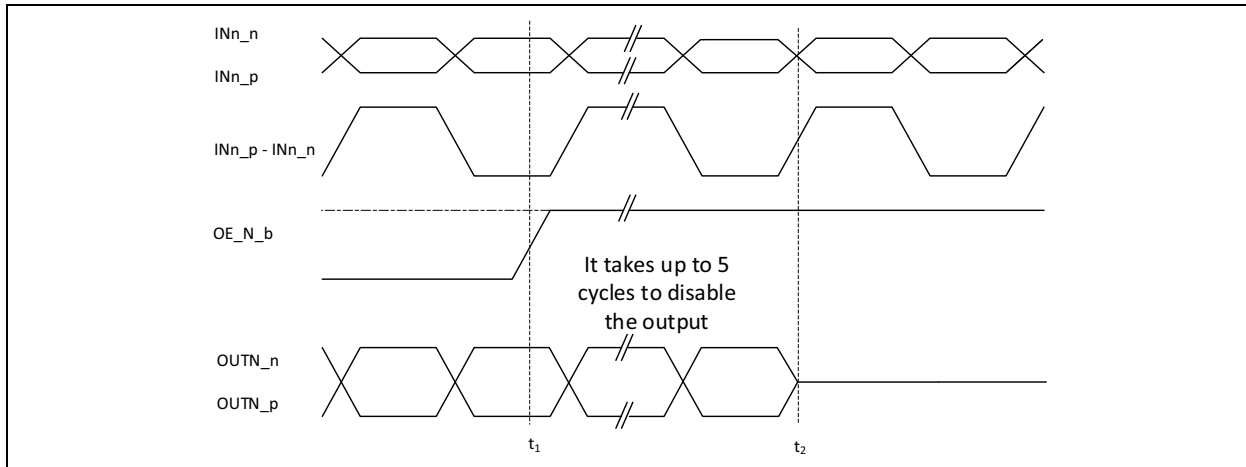 INn_n
INn_p
INn_p - INn_n
OE_N_b
It takes up to 5
cycles to disable
the output
OUTN_n
OUTN_p
t1
t2